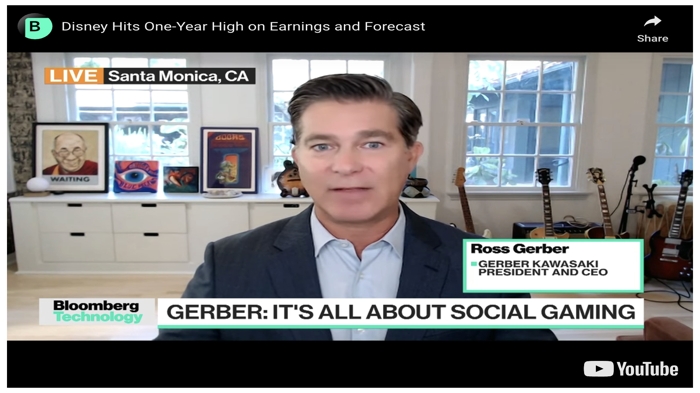 B
Disney Hits One-Year High on Earnings and Forecast
Share
LIVE Santa Monica, CA
WAITING
DOORS
Ross Gerber
GERBER KAWASAKI
PRESIDENT AND CEO
Bloomberg
Technology
GERBER: IT'S ALL ABOUT SOCIAL GAMING
YouTube